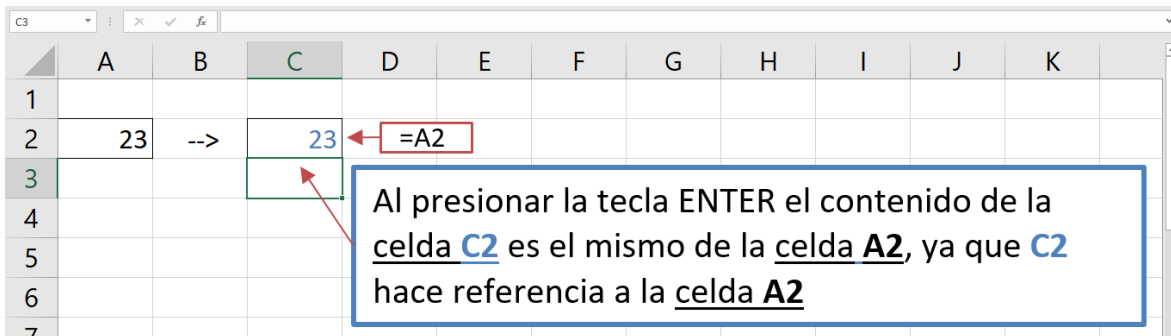 C3 fx
A B C D E F G H I J K
1
2 23 --> 23 =A2
3
Al presionar la tecla ENTER el contenido de la
4
celda C2 es el mismo de la celda A2, ya que C2
5
hace referencia a la celda A2
6
7